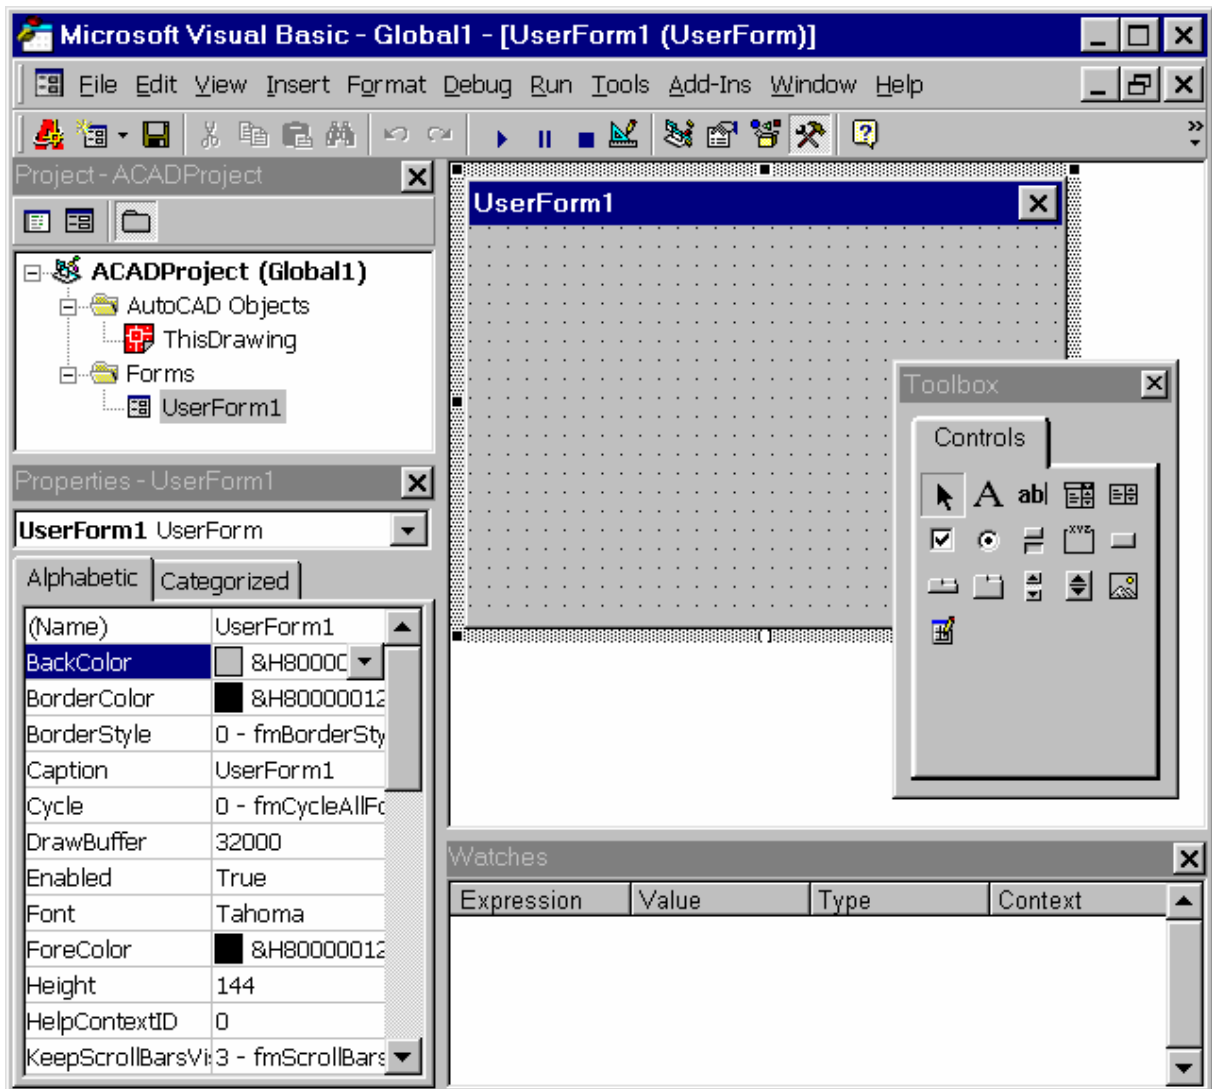 Microsoft Visual Basic - Global1 - [UserForm1 (UserForm)]
File Edit View Insert Format Debug Run Tools Add-Ins Window Help
Project - ACADProject
ACADProject (Global1)
AutoCAD Objects
ThisDrawing
Forms
UserForm1
Properties - UserForm1
UserForm1 UserForm
Alphabetic Categorized
(Name) UserForm1
BackColor &H8000C
BorderColor &H80000012
BorderStyle 0 - fmBorderSty
Caption UserForm1
Cycle 0 - fmCycleAllFo
DrawBuffer 32000
Enabled True
Font Tahoma
ForeColor &H80000012
Height 144
HelpContextID 0
KeepScrollBarsVi 3 - fmScrollBars
UserForm1
Toolbox
Controls
A ab|
XYZ
Watches
Expression Value Type Context